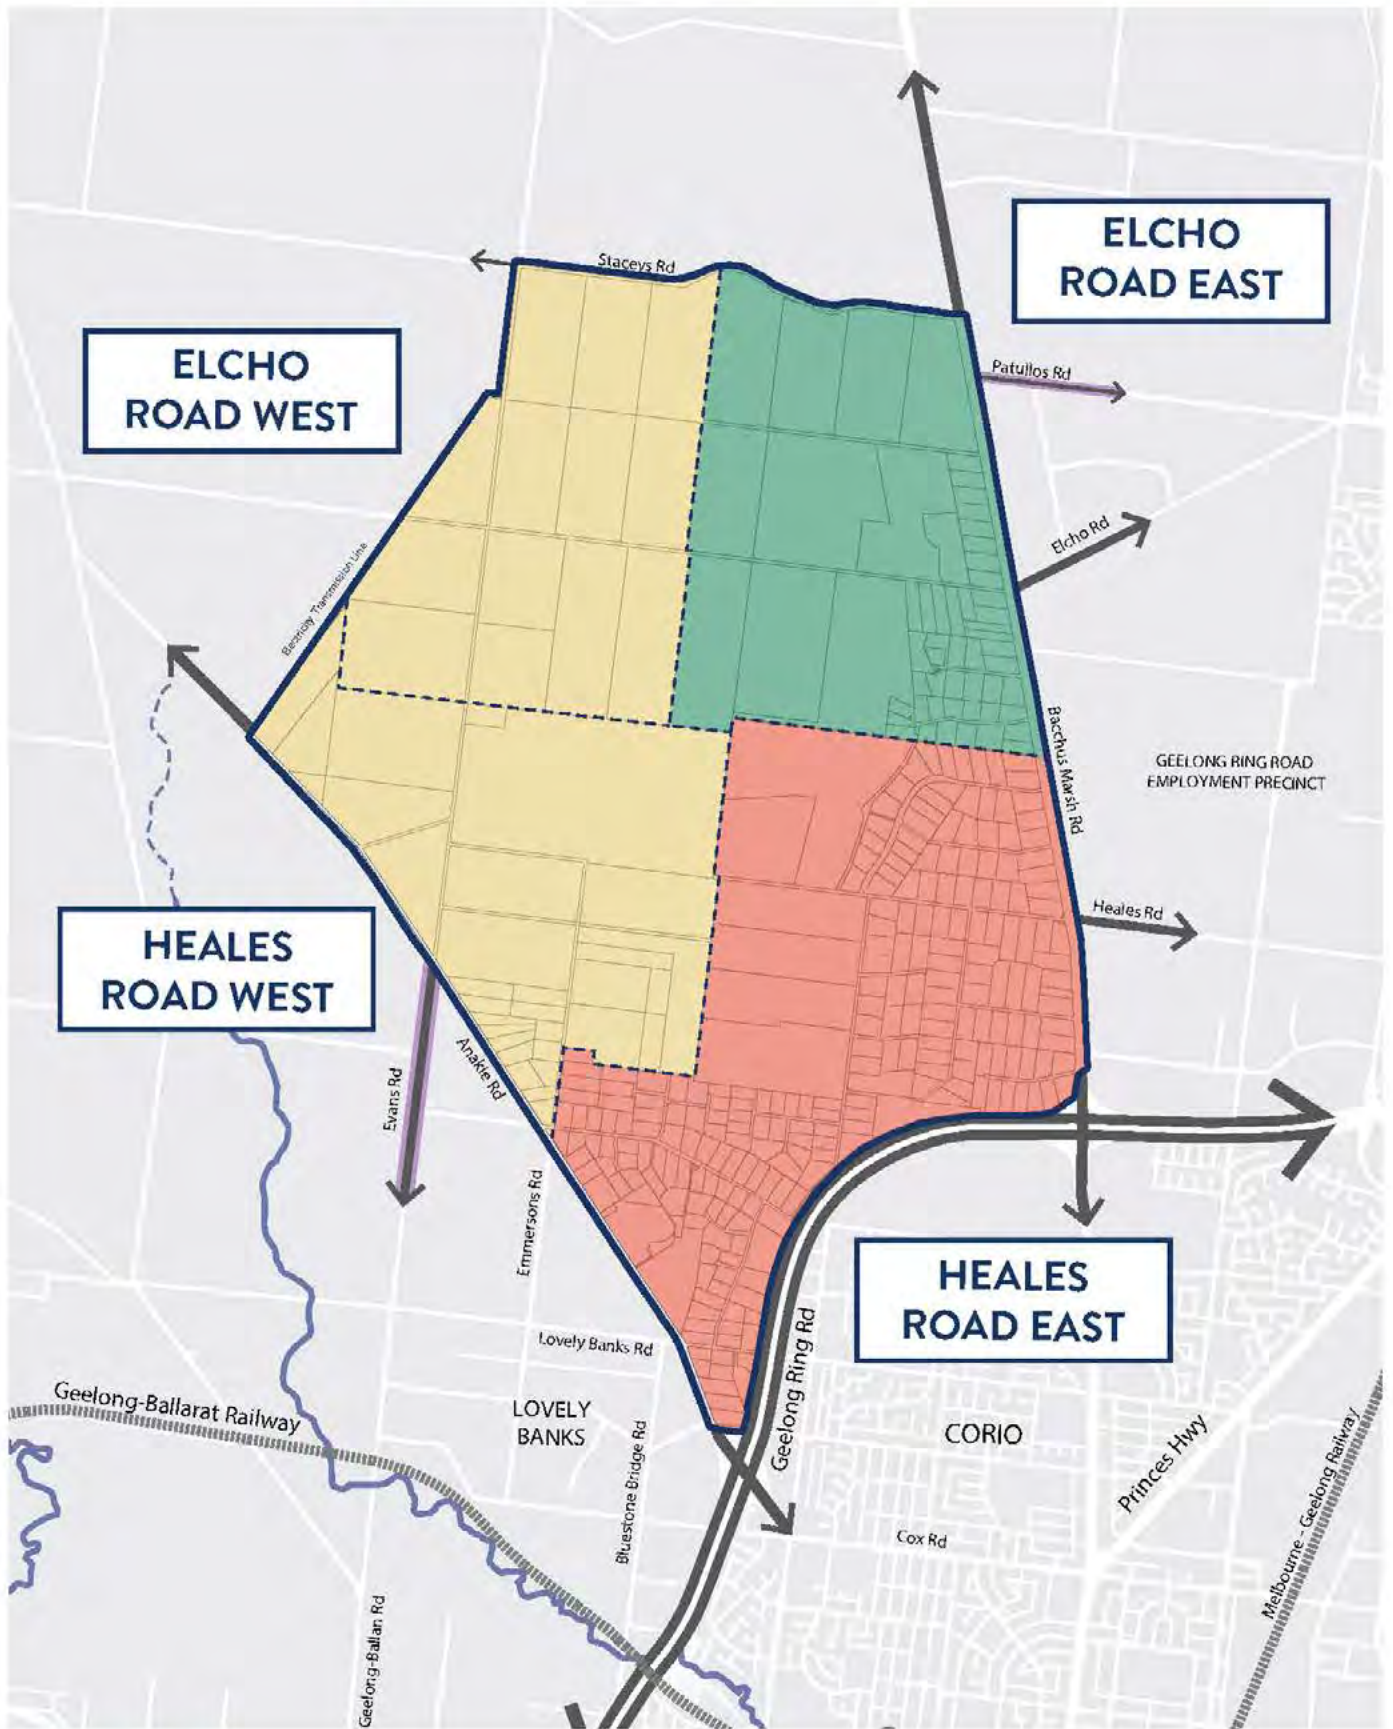 ELCHO
ROAD EAST
Staceys Rd
ELCHO
ROAD WEST
Patullos Rd
Elcho Rd
Electricity Transmission Line
Bacchus Marsh Rd
GEELONG RING ROAD
EMPLOYMENT PRECINCT
Heales Rd
HEALES
ROAD WEST
Anakie Rd
Evans Rd
Emmersons Rd
HEALES
ROAD EAST
Lovely Banks Rd
Geelong Ring Rd
Geelong-Ballarat Railway
LOVELY
BANKS
Bluestone Bridge Rd
CORIO
Princes Hwy
Melbourne - Geelong Railway
Cox Rd
Geelong-Ballan Rd